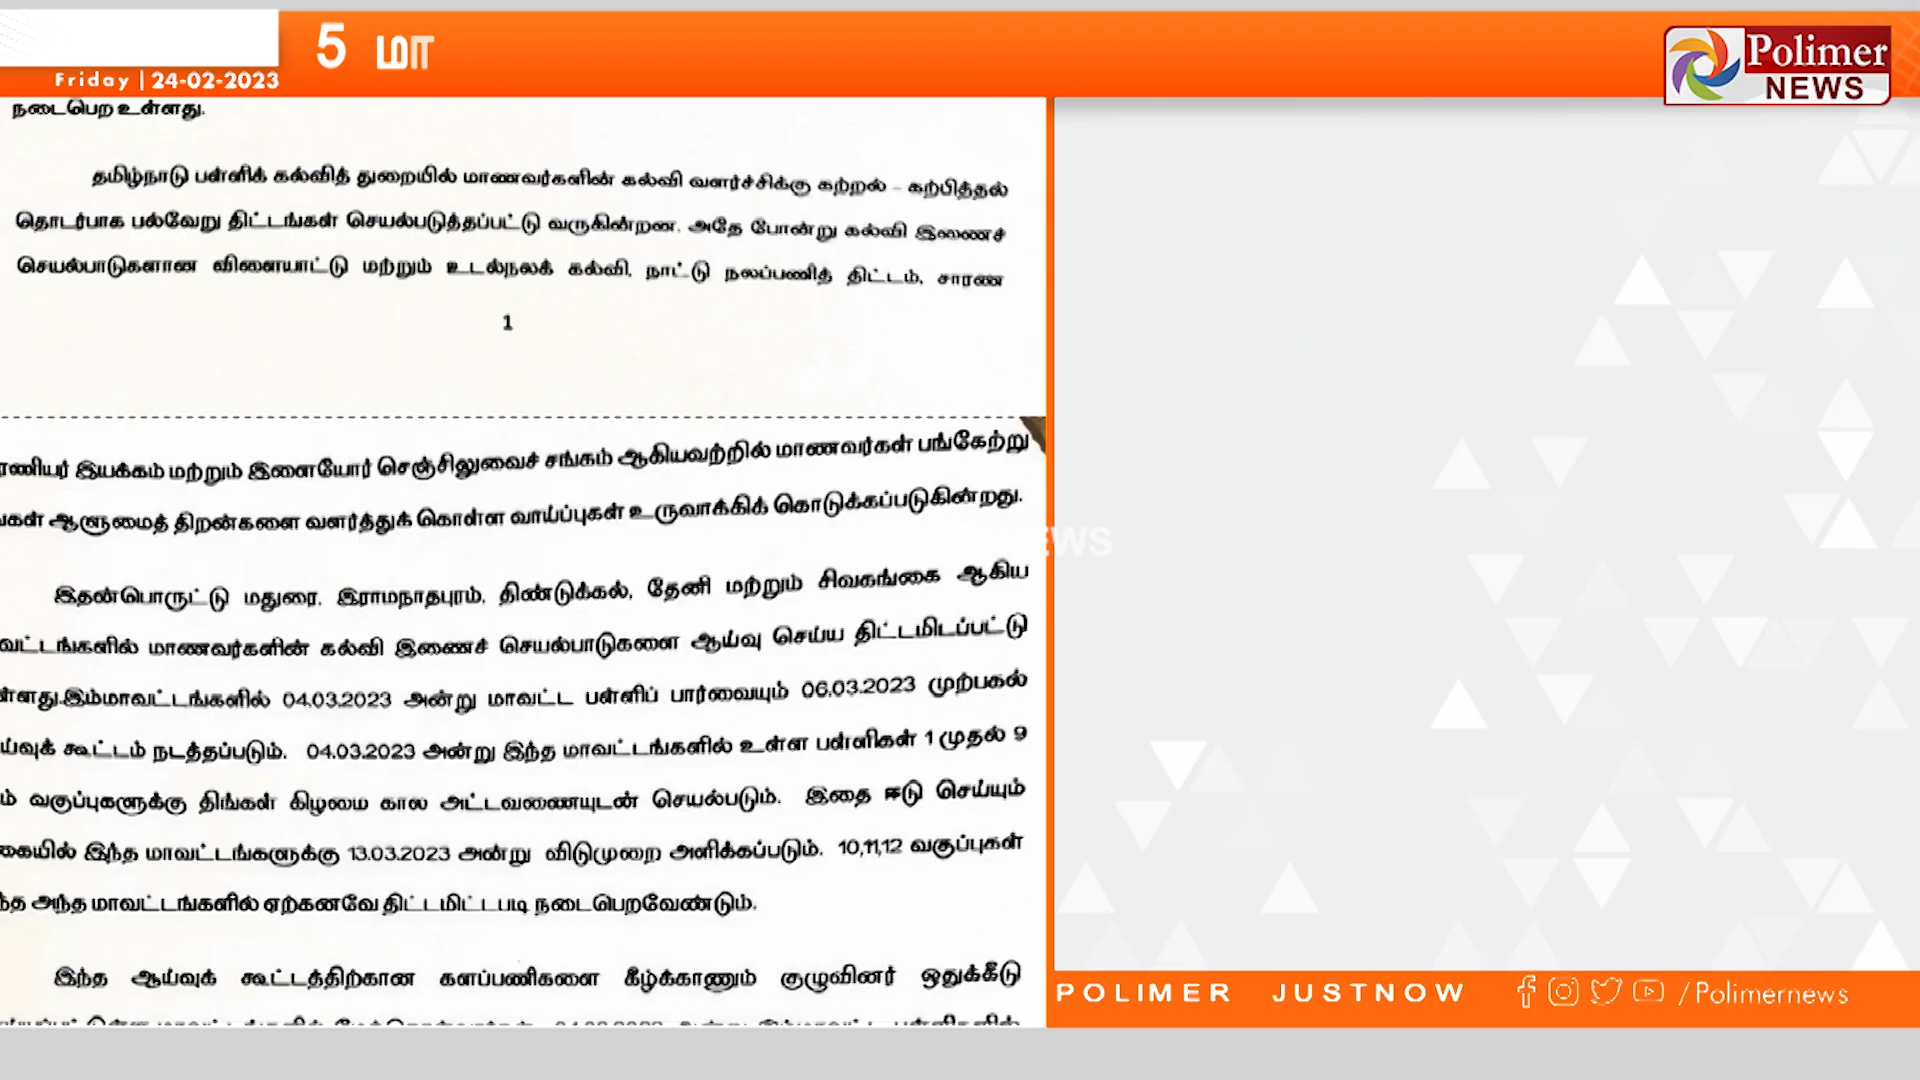 5 மா
Polimer
NEWS
Friday | 24-02-2023
நடைபெற உள்ளது.
தமிழ்நாடு பள்ளிக் கல்வித் துறையில் மாணவர்களின் கல்வி வளர்ச்சிக்கு கற்றல் – கற்பித்தல்
தொடர்பாக பல்வேறு திட்டங்கள் செயல்படுத்தப்பட்டு வருகின்றன. அதே போன்று கல்வி இணைச்
செயல்பாடுகளான விளையாட்டு மற்றும் உடல்நலக் கல்வி, நாட்டு நலப்பணித் திட்டம், சாரண
1
ரணியர் இயக்கம் மற்றும் இளையோர் செஞ்சிலுவைச் சங்கம் ஆகியவற்றில் மாணவர்கள் பங்கேற்று
ங்கள் ஆளுமைத் திறன்களை வளர்த்துக் கொள்ள வாய்ப்புகள் உருவாக்கிக் கொடுக்கப்படுகின்றது.
இதன்பொருட்டு மதுரை, இராமநாதபுரம், திண்டுக்கல், தேனி மற்றும் சிவகங்கை ஆகிய
வட்டங்களில் மாணவர்களின் கல்வி இணைச் செயல்பாடுகளை ஆய்வு செய்ய திட்டமிடப்பட்டு
ள்ளது.இம்மாவட்டங்களில் 04.03.2023 அன்று மாவட்ட பள்ளிப் பார்வையும் 06.03.2023 முற்பகல்
ய்வுக் கூட்டம் நடத்தப்படும். 04.03.2023 அன்று இந்த மாவட்டங்களில் உள்ள பள்ளிகள் 1 முதல் 9
ம் வகுப்புகளுக்கு திங்கள் கிழமை கால அட்டவணையுடன் செயல்படும். இதை ஈடு செய்யும்
கையில் இந்த மாவட்டங்களுக்கு 13.03.2023 அன்று விடுமுறை அளிக்கப்படும். 10,11,12 வகுப்புகள்
ந்த அந்த மாவட்டங்களில் ஏற்கனவே திட்டமிட்டபடி நடைபெறவேண்டும்.
இந்த ஆய்வுக் கூட்டத்திற்கான களப்பணிகளை கீழ்க்காணும் குழுவினர் ஒதுக்கீடு
POLIMER JUSTNOW
/Polimernews